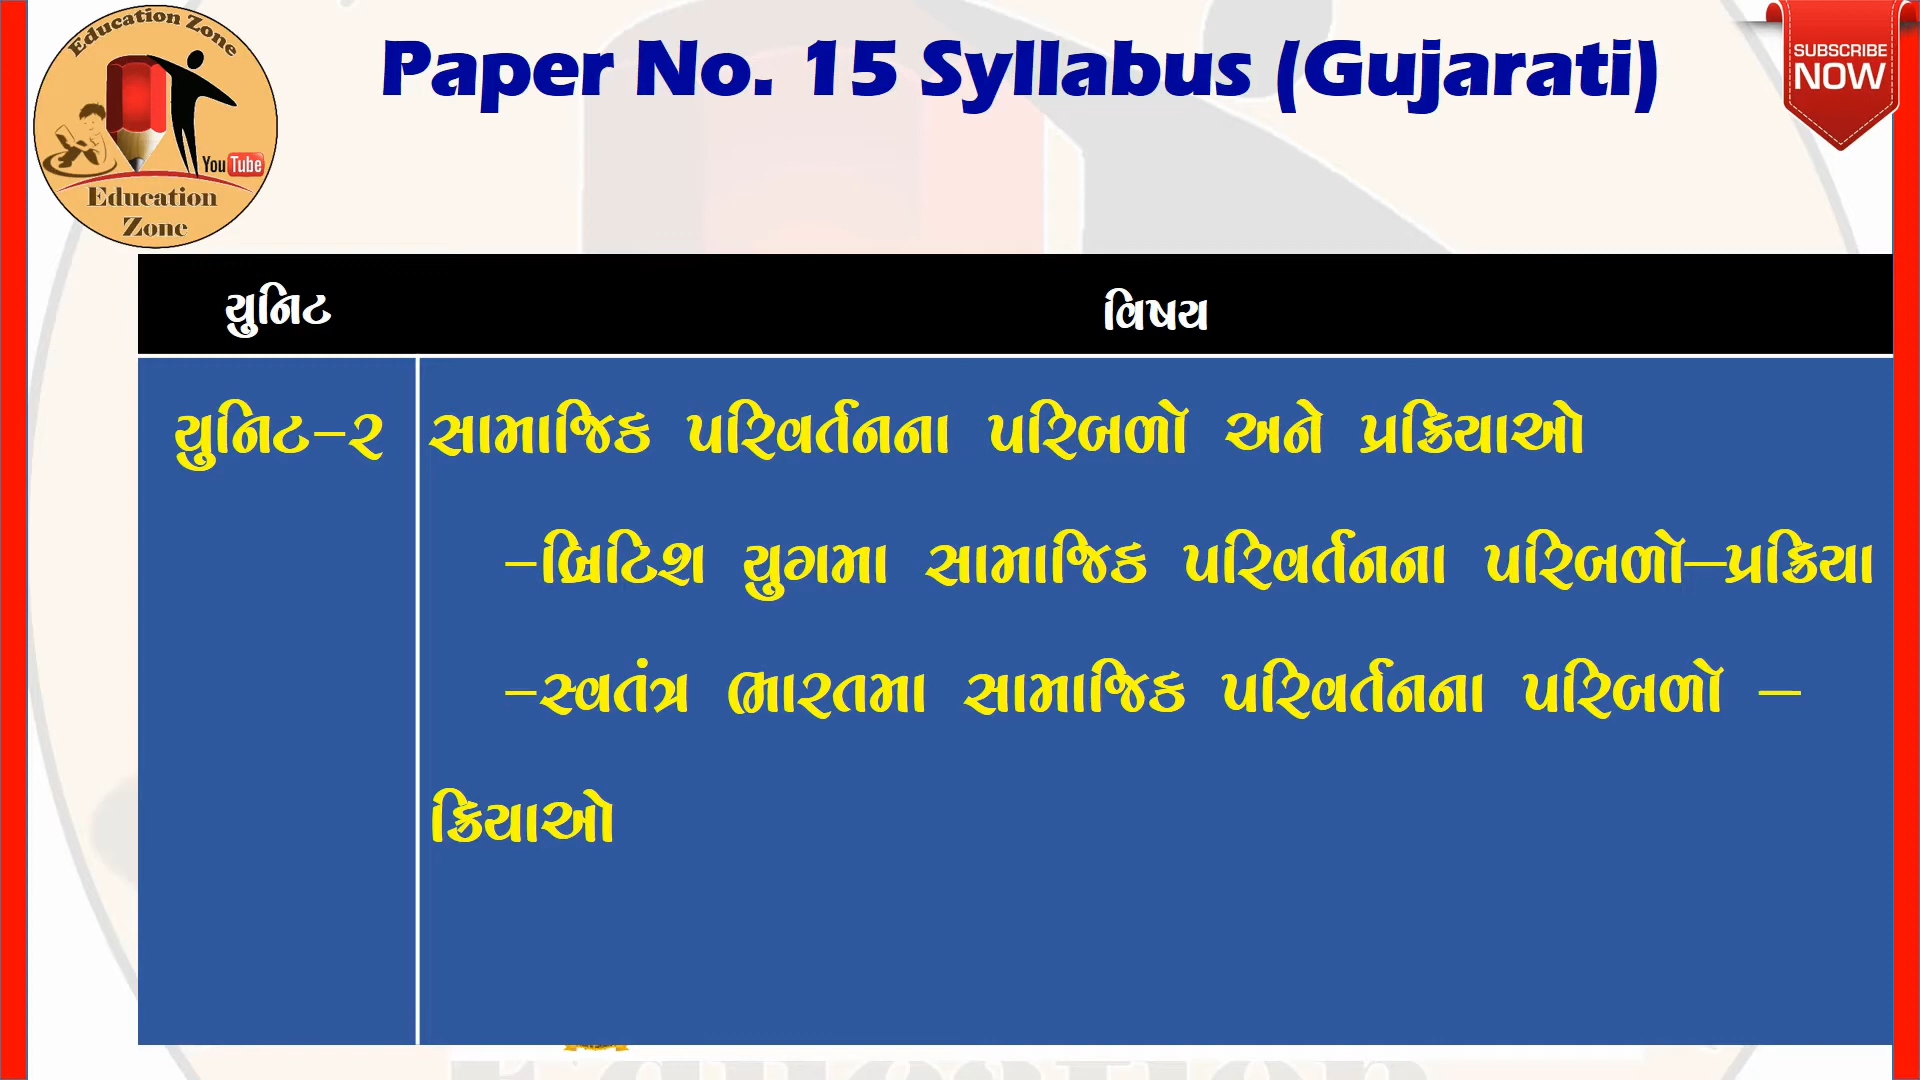 Education Zone
You Tube
Education
Zone
Paper No. 15 Syllabus (Gujarati)
SUBSCRIBE
NOW
યુનિટ વિષય
યુનિટ-૨ સામાજિક પરિવર્તનના પરિબળો અને પ્રક્રિયાઓ
-બ્રિટિશ યુગમા સામાજિક પરિવર્તનના પરિબળો-પ્રક્રિયા
-સ્વતંત્ર ભારતમા સામાજિક પરિવર્તનના પરિબળો -
ક્રિયાઓ
Education